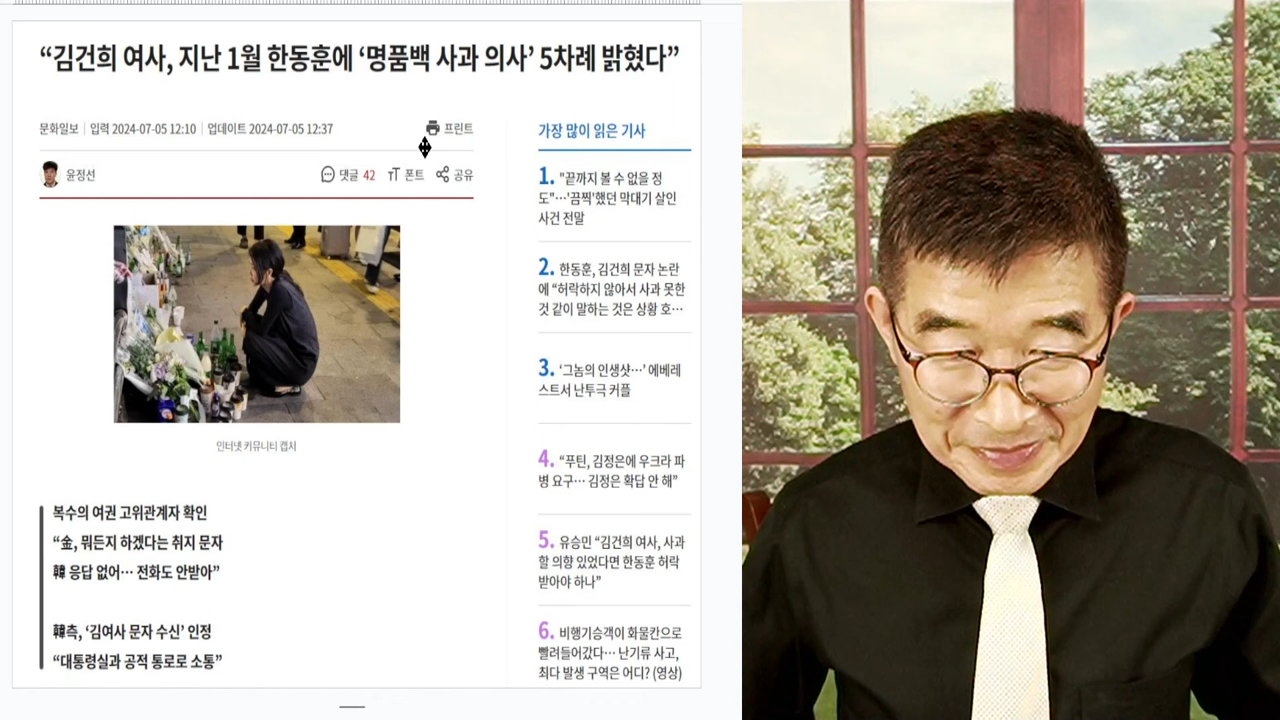 “김건희 여사, 지난 1월 한동훈에 ‘명품백 사과 의사’ 5차례 밝혔다”
문화일보 | 입력 2024-07-05 12:10 | 업데이트 2024-07-05 12:37
프린트
윤정선
댓글 42 TT 폰트 공유
인터넷 커뮤니티 캡처
복수의 여권 고위관계자 확인
“金, 뭐든지 하겠다는 취지 문자
韓 응답 없어… 전화도 안받아”
韓측, ‘김여사 문자 수신’ 인정
“대통령실과 공적 통로로 소통”
가장 많이 읽은 기사
1. "끝까지 볼 수 없을 정
도"…'끔찍'했던 막대기 살인
사건 전말
2. 한동훈, 김건희 문자 논란
에 “허락하지 않아서 사과 못한
것 같이 말하는 것은 상황 호…
3. ‘그놈의 인생샷…’ 에베레
스트서 난투극 커플
4. “푸틴, 김정은에 우크라 파
병 요구… 김정은 확답 안 해”
5. 유승민 “김건희 여사, 사과
할 의향 있었다면 한동훈 허락
받아야 하나”
6. 비행기승객이 화물칸으로
빨려들어갔다… 난기류 사고,
최다 발생 구역은 어디? (영상)